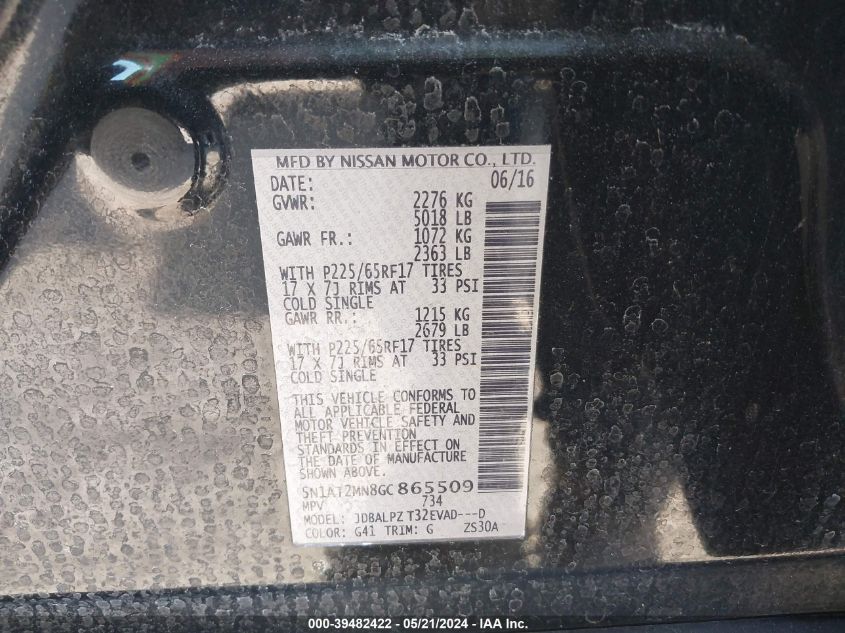 MFD BY NISSAN MOTOR CO., LTD.
DATE: 06/16
GVWR: 2276 KG
5018 LB
GAWR FR.: 1072 KG
2363 LB
WITH P225/65RF17 TIRES
17 X 7J RIMS AT 33 PSI
COLD SINGLE
GAWR RR.: 1215 KG
2679 LB
WITH P225/65RF17 TIRES
17 X 7J RIMS AT 33 PSI
COLD SINGLE
THIS VEHICLE CONFORMS TO
ALL APPLICABLE FEDERAL
MOTOR VEHICLE SAFETY AND
THEFT PREVENTION
STANDARDS IN EFFECT ON
THE DATE OF MANUFACTURE
SHOWN ABOVE.
5N1AT2MN8GC865509
MPV 734
MODEL: JDBALPZ T32EVAD---D
COLOR: G41 TRIM: G ZS30A
000-39482422 - 05/21/2024 - IAA Inc.